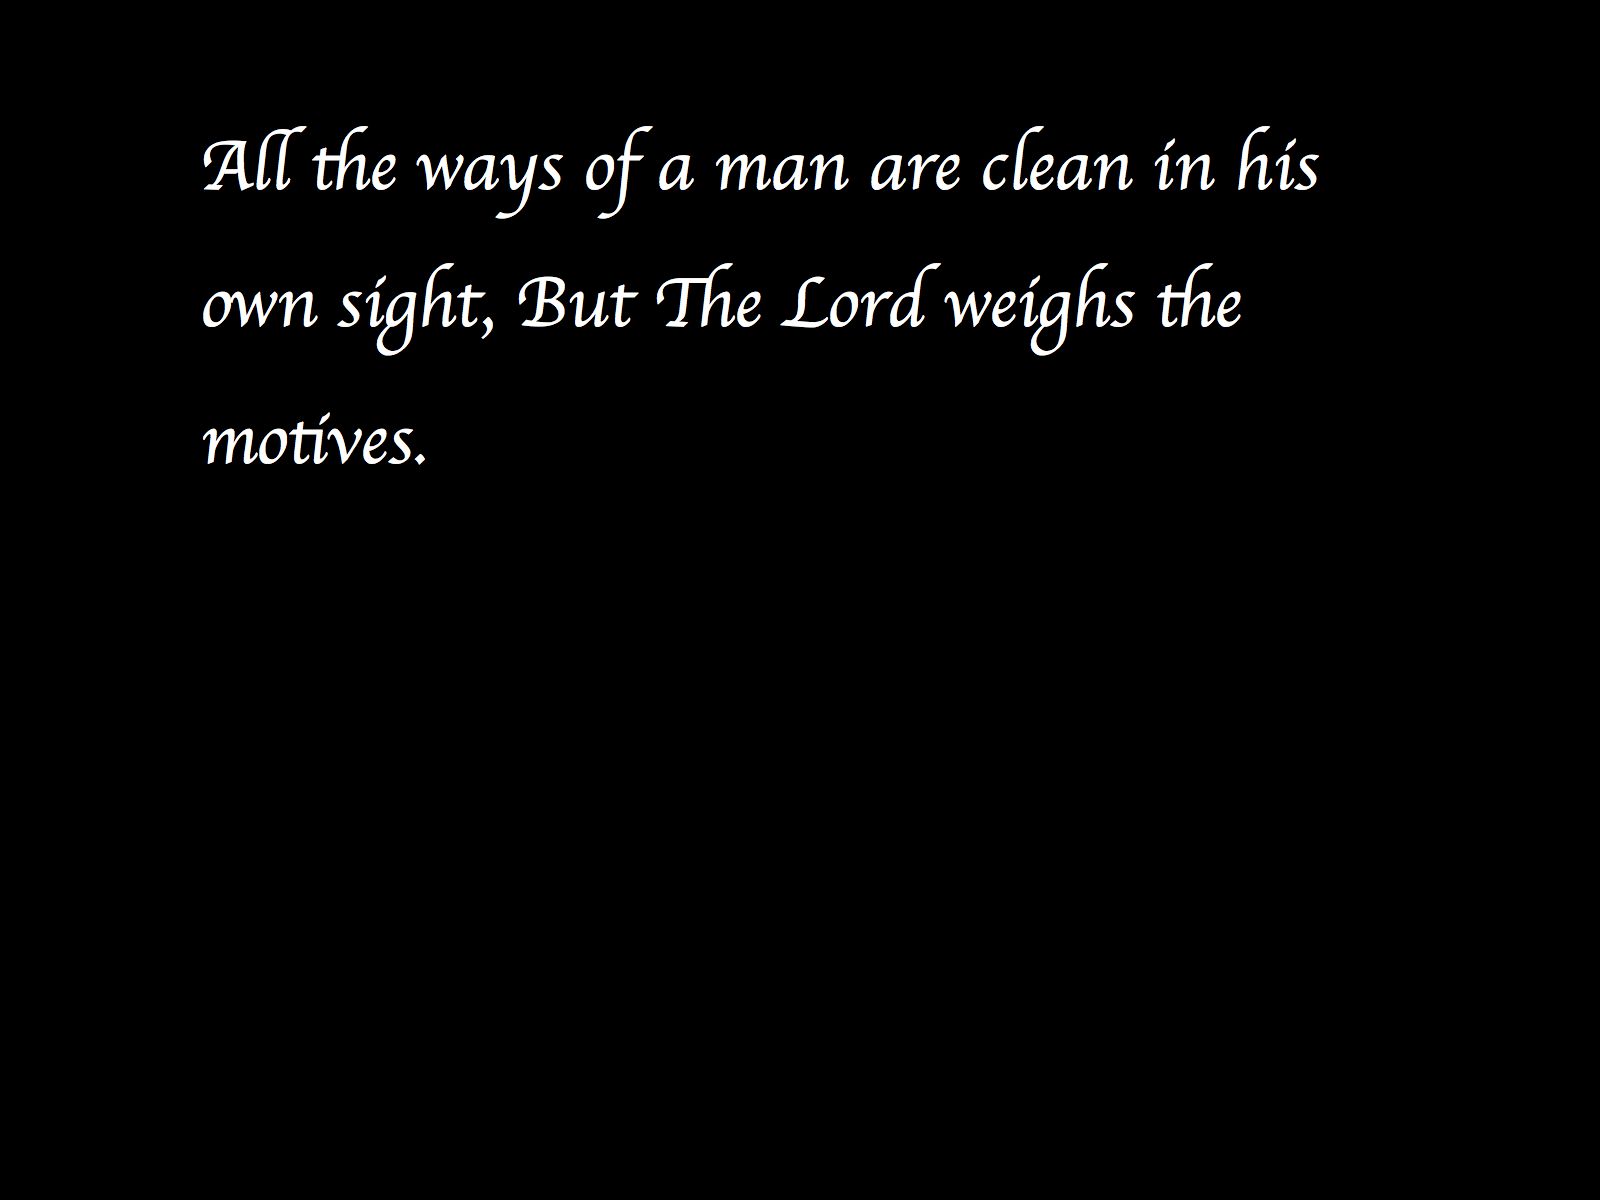 All the ways of a man are clean in his
own sight, But The Lord weighs the
motives.